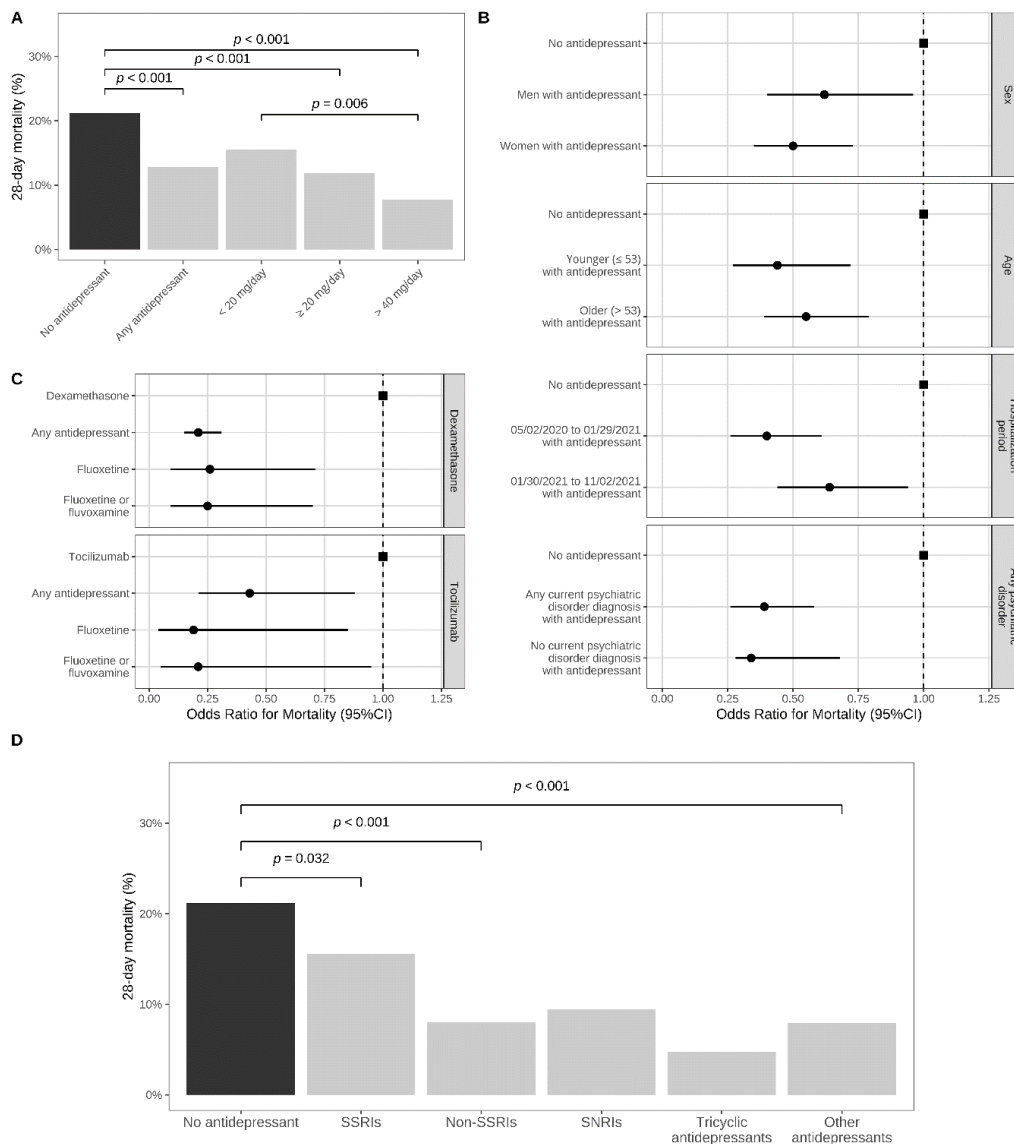 A
28-day mortality (%)
30%
20%
10%
0%
p < 0.001
p < 0.001
p < 0.001
p = 0.006
No antidepressant
Any antidepressant
< 20 mg/day
≥ 20 mg/day
> 40 mg/day
B
No antidepressant
Men with antidepressant
Women with antidepressant
Sex
No antidepressant
Younger (≤ 53)
with antidepressant
Older (> 53)
with antidepressant
Age
No antidepressant
05/02/2020 to 01/29/2021
with antidepressant
01/30/2021 to 11/02/2021
with antidepressant
Hospitalization
period
No antidepressant
Any current psychiatric
disorder diagnosis
with antidepressant
No current psychiatric
disorder diagnosis
with antidepressant
Any psychiatric
disorder
0.00
0.25
0.50
0.75
1.00
1.25
Odds Ratio for Mortality (95%CI)
C
Dexamethasone
Any antidepressant
Fluoxetine
Fluoxetine or
fluvoxamine
Dexamethasone
Tocilizumab
Any antidepressant
Fluoxetine
Fluoxetine or
fluvoxamine
Tocilizumab
0.00
0.25
0.50
0.75
1.00
1.25
Odds Ratio for Mortality (95%CI)
D
28-day mortality (%)
30%
20%
10%
0%
p < 0.001
p < 0.001
p = 0.032
No antidepressant
SSRIs
Non-SSRIs
SNRIs
Tricyclic
antidepressants
Other
antidepressants